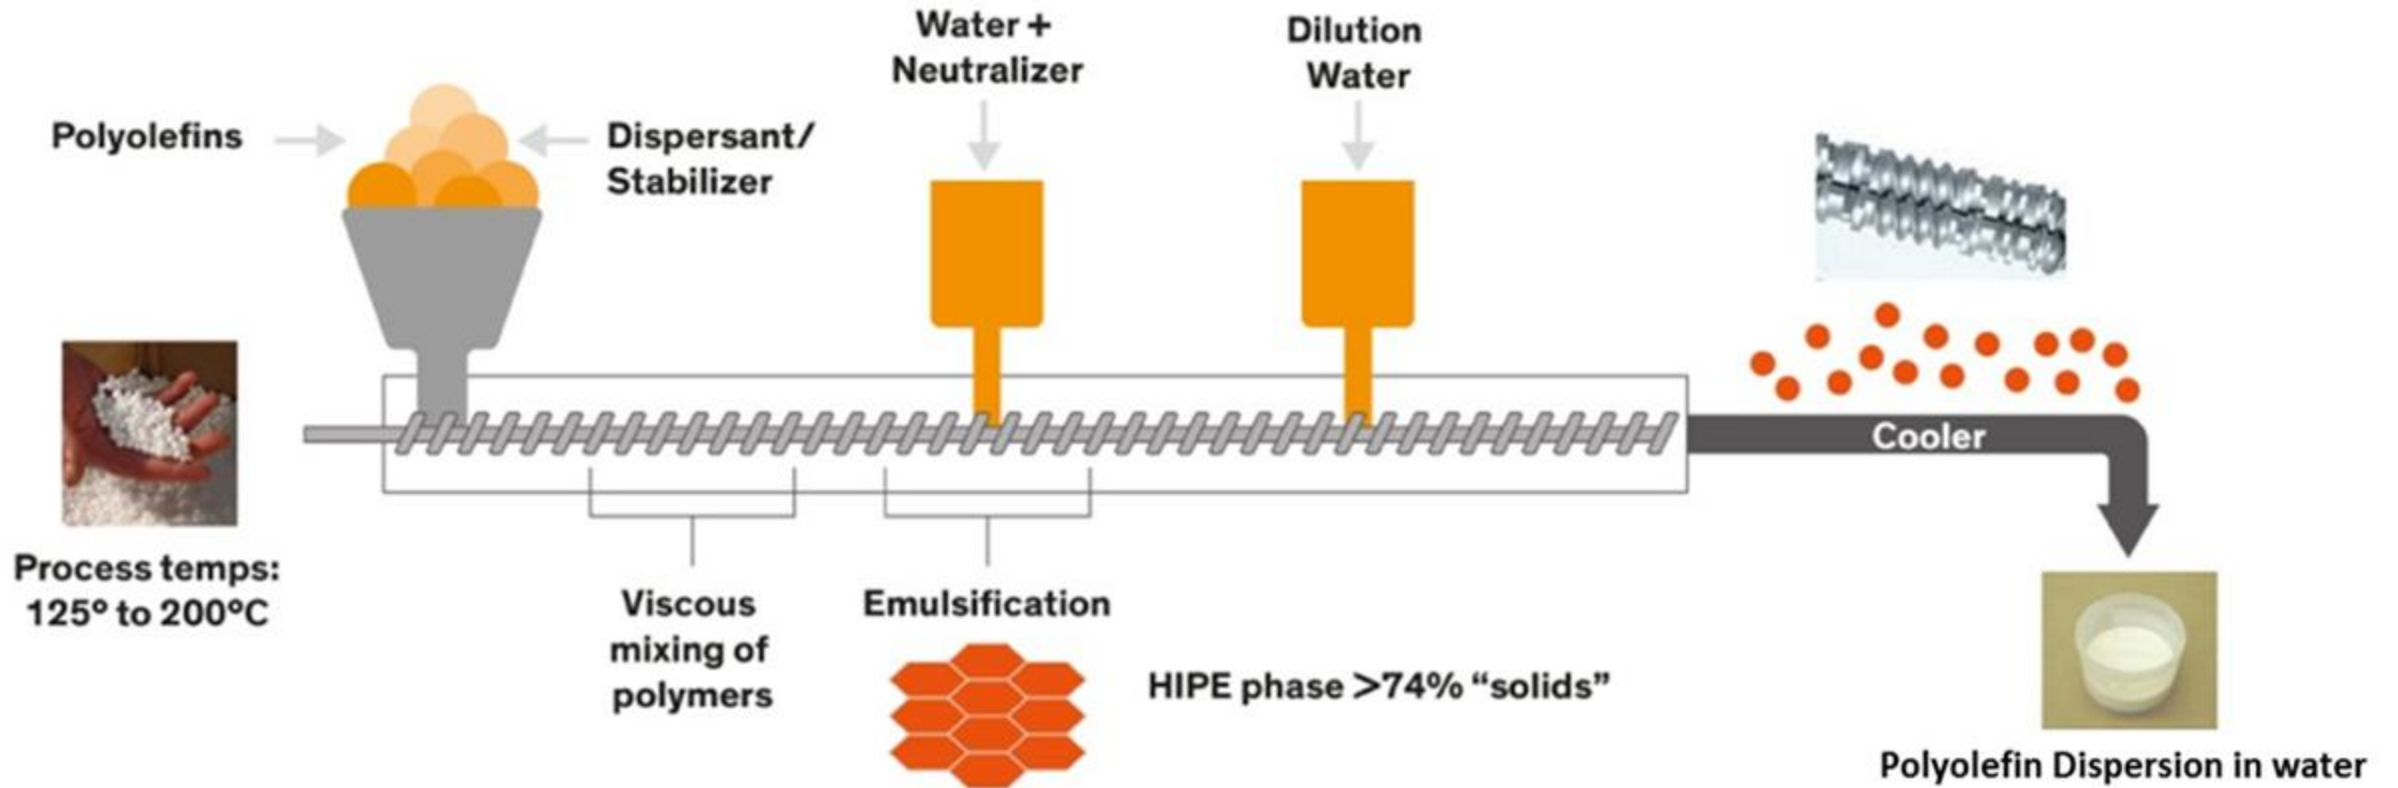 Water +
Neutralizer
Dilution
Water
Polyolefins
Dispersant/
Stabilizer
Cooler
Process temps:
125° to 200°C
Viscous
mixing of
polymers
Emulsification
HIPE phase >74% “solids”
Polyolefin Dispersion in water